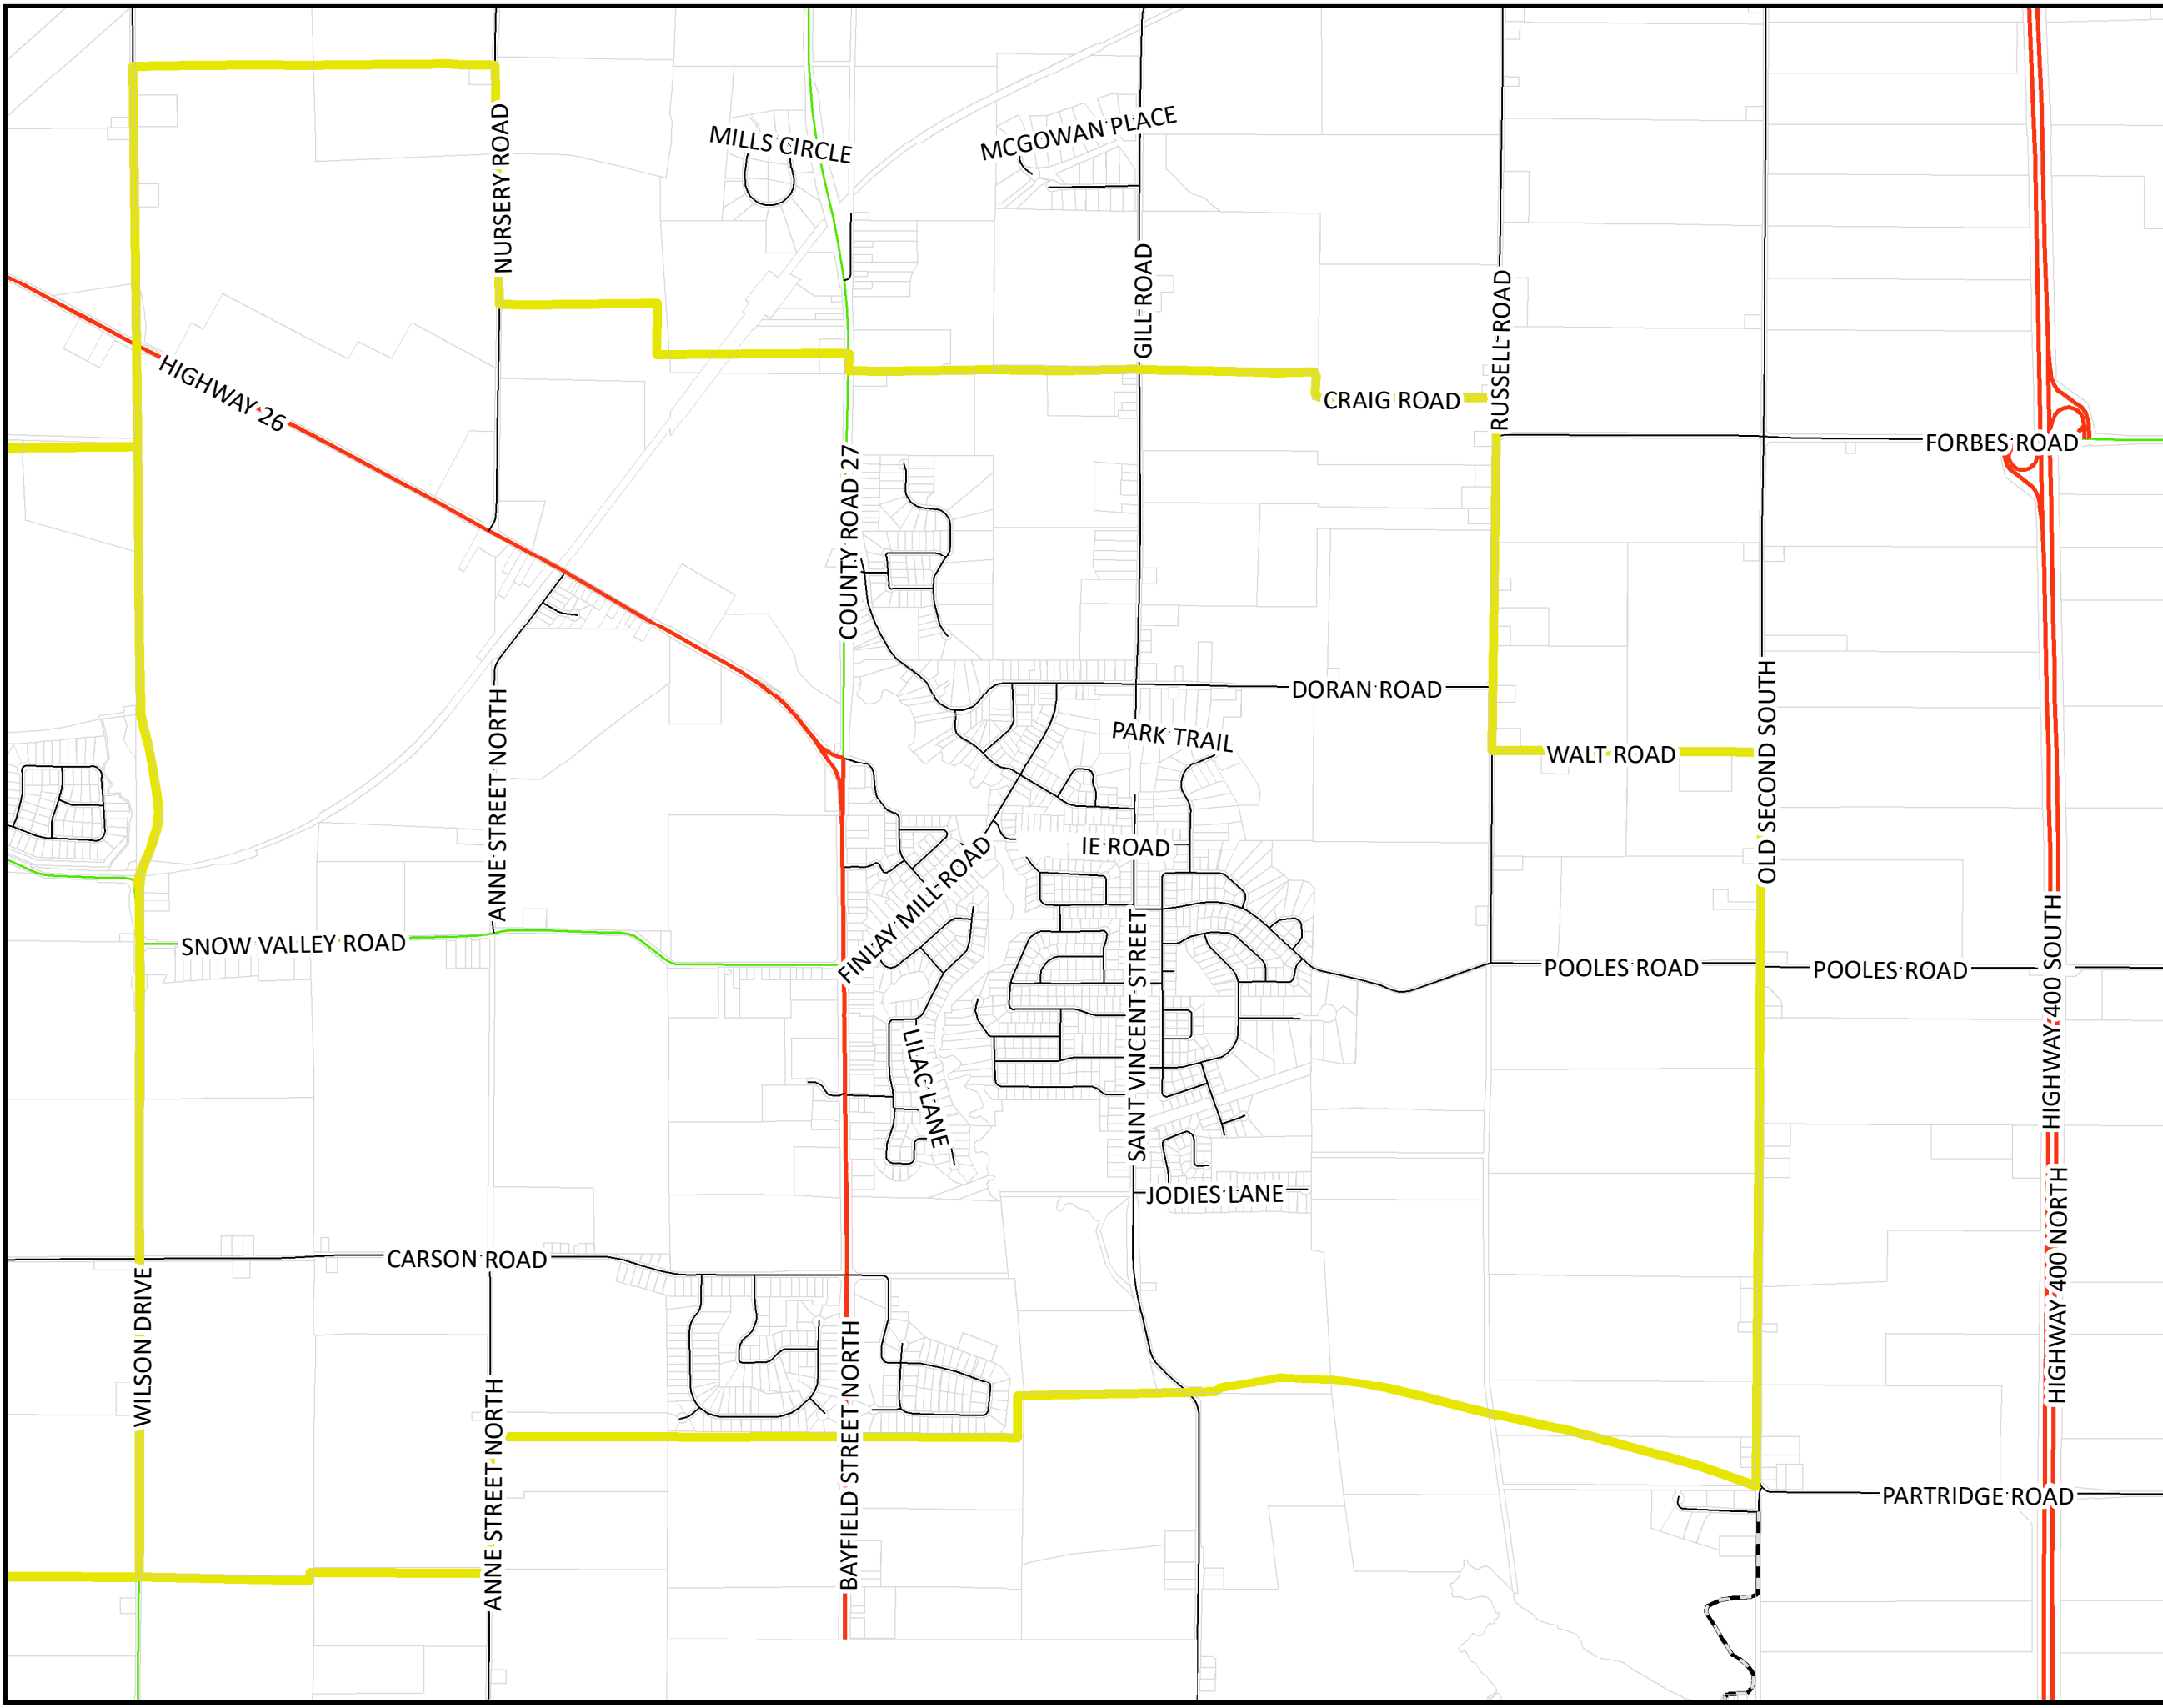 MILLS CIRCLE
MCGOWAN PLACE
NURSERY ROAD
GILL ROAD
RUSSELL ROAD
HIGHWAY 26
CRAIG ROAD
FORBES ROAD
COUNTY ROAD 27
DORAN ROAD
PARK TRAIL
WALT ROAD
OLD SECOND SOUTH
ANNE STREET NORTH
IE ROAD
FINLAY MILL ROAD
SNOW VALLEY ROAD
POOLES ROAD
POOLES ROAD
HIGHWAY 400 SOUTH
SAINT VINCENT STREET
LILAC LANE
JODIES LANE
CARSON ROAD
HIGHWAY 400 NORTH
WILSON DRIVE
BAYFIELD STREET NORTH
ANNE STREET NORTH
PARTRIDGE ROAD